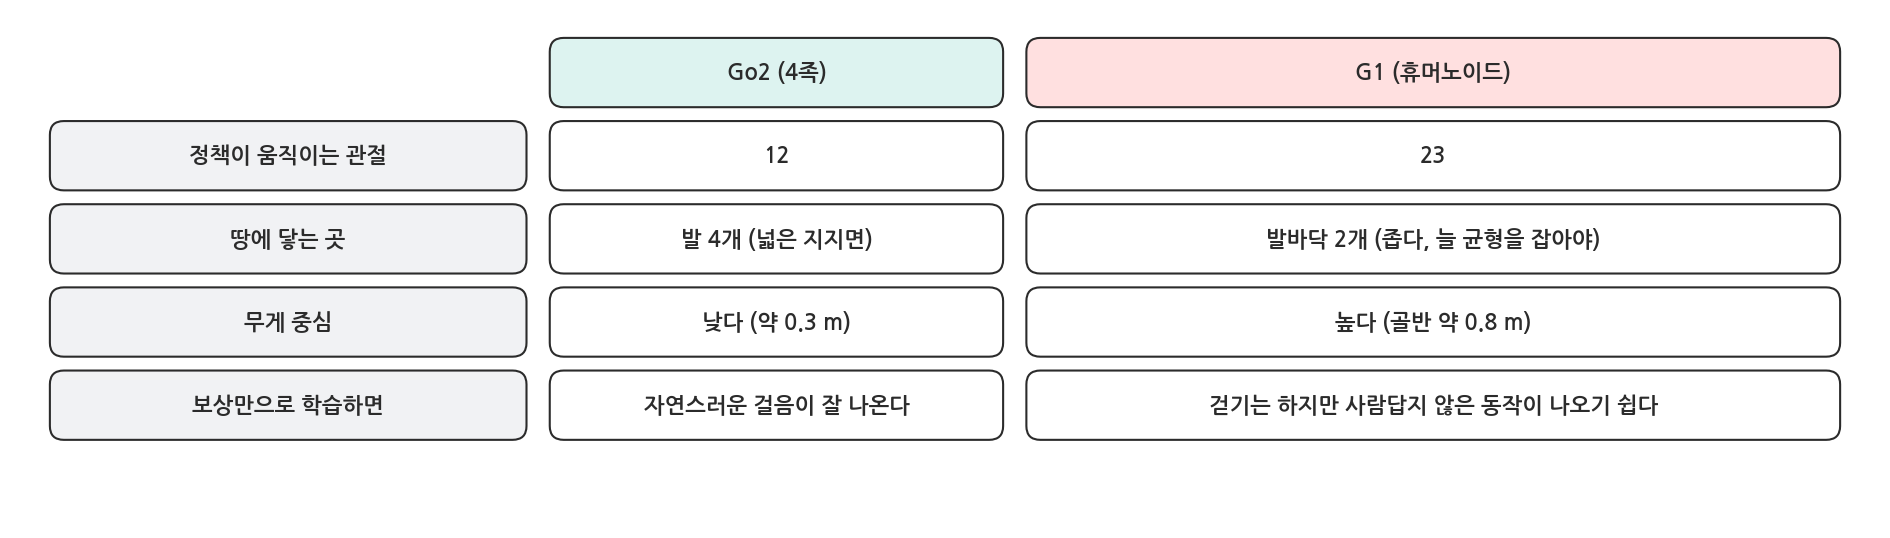 Go2 (4족)
G1 (휴머노이드)
정책이 움직이는 관절
12
23
땅에 닿는 곳
발 4개 (넓은 지지면)
발바닥 2개 (좁다, 늘 균형을 잡아야)
무게 중심
낮다 (약 0.3 m)
높다 (골반 약 0.8 m)
보상만으로 학습하면
자연스러운 걸음이 잘 나온다
걷기는 하지만 사람답지 않은 동작이 나오기 쉽다